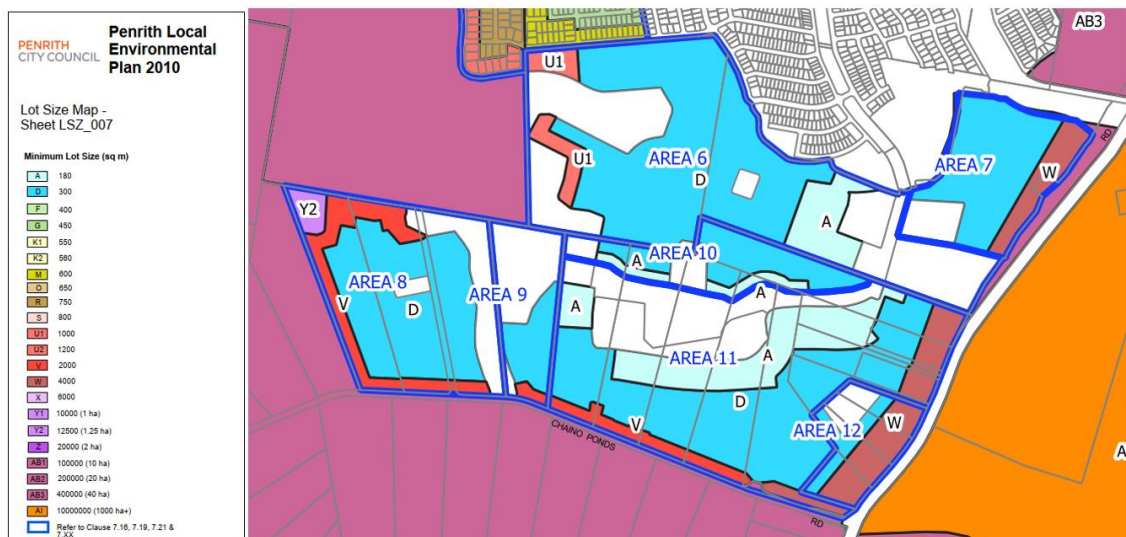 PENRITH
CITY COUNCIL
Penrith Local
Environmental
Plan 2010
Lot Size Map -
Sheet LSZ_007
Minimum Lot Size (sq m)
A 180
D 300
F 400
G 450
K1 550
K2 560
M 600
O 650
R 750
S 800
U1 1000
U2 1200
V 2000
W 4000
X 6000
Y1 10000 (1 ha)
Y2 12500 (1.25 ha)
Z 20000 (2 ha)
AB1 100000 (10 ha)
AB2 200000 (20 ha)
AB3 400000 (40 ha)
AI 10000000 (1000 ha+)
Refer to Clause 7.16, 7.19, 7.21 &
7.XX
AB3
U1
RD
U1
AREA 6
D
AREA 7
W
Y2
A
AREA 10
A
AREA 8
V
D
AREA 9
A
A
AREA 11
A
D
V
CHAINO PONDS
RD
AREA 12
W
A